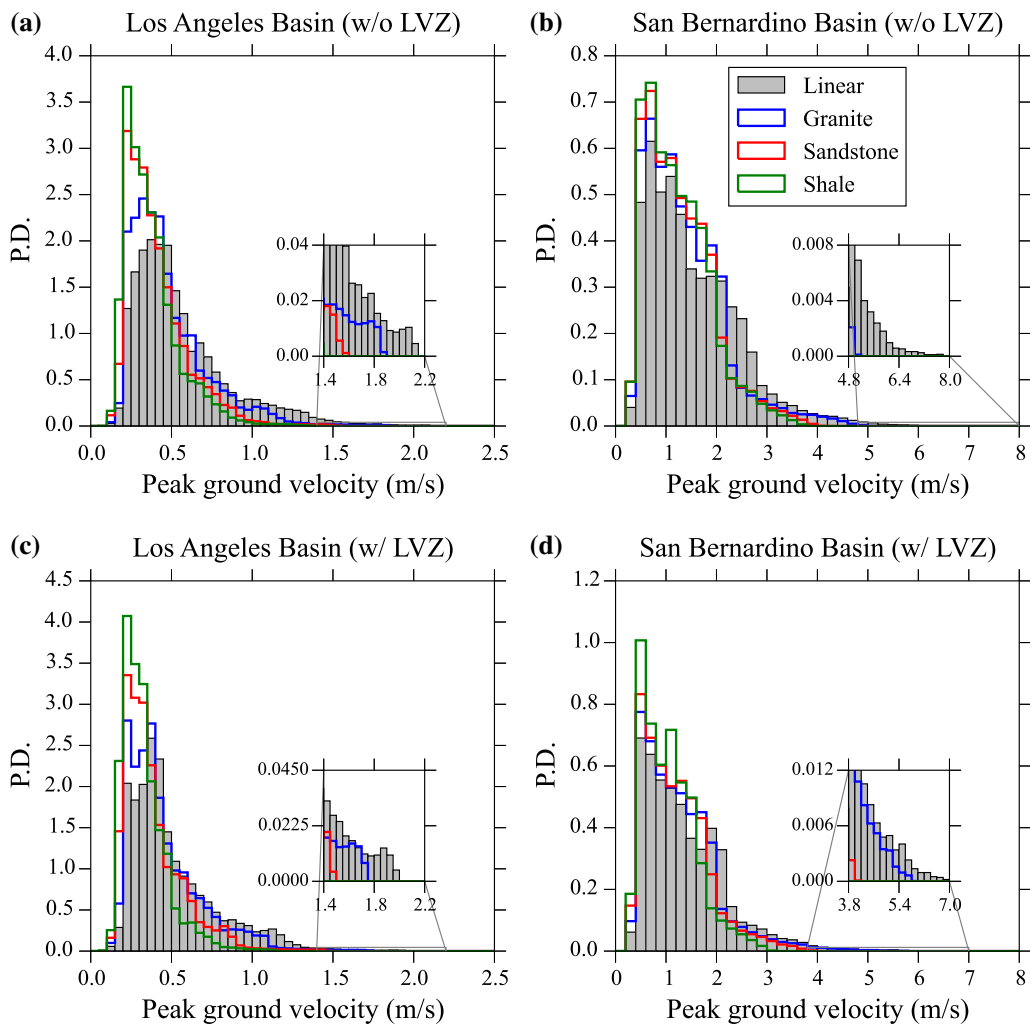 (a) Los Angeles Basin (w/o LVZ)
4.0
3.5
3.0
2.5
2.0
1.5
1.0
0.5
0.0
P.D.
0.04
0.02
0.00
1.4 1.8 2.2
0.0 0.5 1.0 1.5 2.0 2.5
Peak ground velocity (m/s)
(b) San Bernardino Basin (w/o LVZ)
0.8
0.7
0.6
0.5
0.4
0.3
0.2
0.1
0.0
P.D.
Linear
Granite
Sandstone
Shale
0.008
0.004
0.000
4.8 6.4 8.0
0 1 2 3 4 5 6 7 8
Peak ground velocity (m/s)
(c) Los Angeles Basin (w/ LVZ)
4.5
4.0
3.5
3.0
2.5
2.0
1.5
1.0
0.5
0.0
P.D.
0.0450
0.0225
0.0000
1.4 1.8 2.2
0.0 0.5 1.0 1.5 2.0 2.5
Peak ground velocity (m/s)
(d) San Bernardino Basin (w/ LVZ)
1.2
1.0
0.8
0.6
0.4
0.2
0.0
P.D.
0.012
0.006
0.000
3.8 5.4 7.0
0 1 2 3 4 5 6 7 8
Peak ground velocity (m/s)